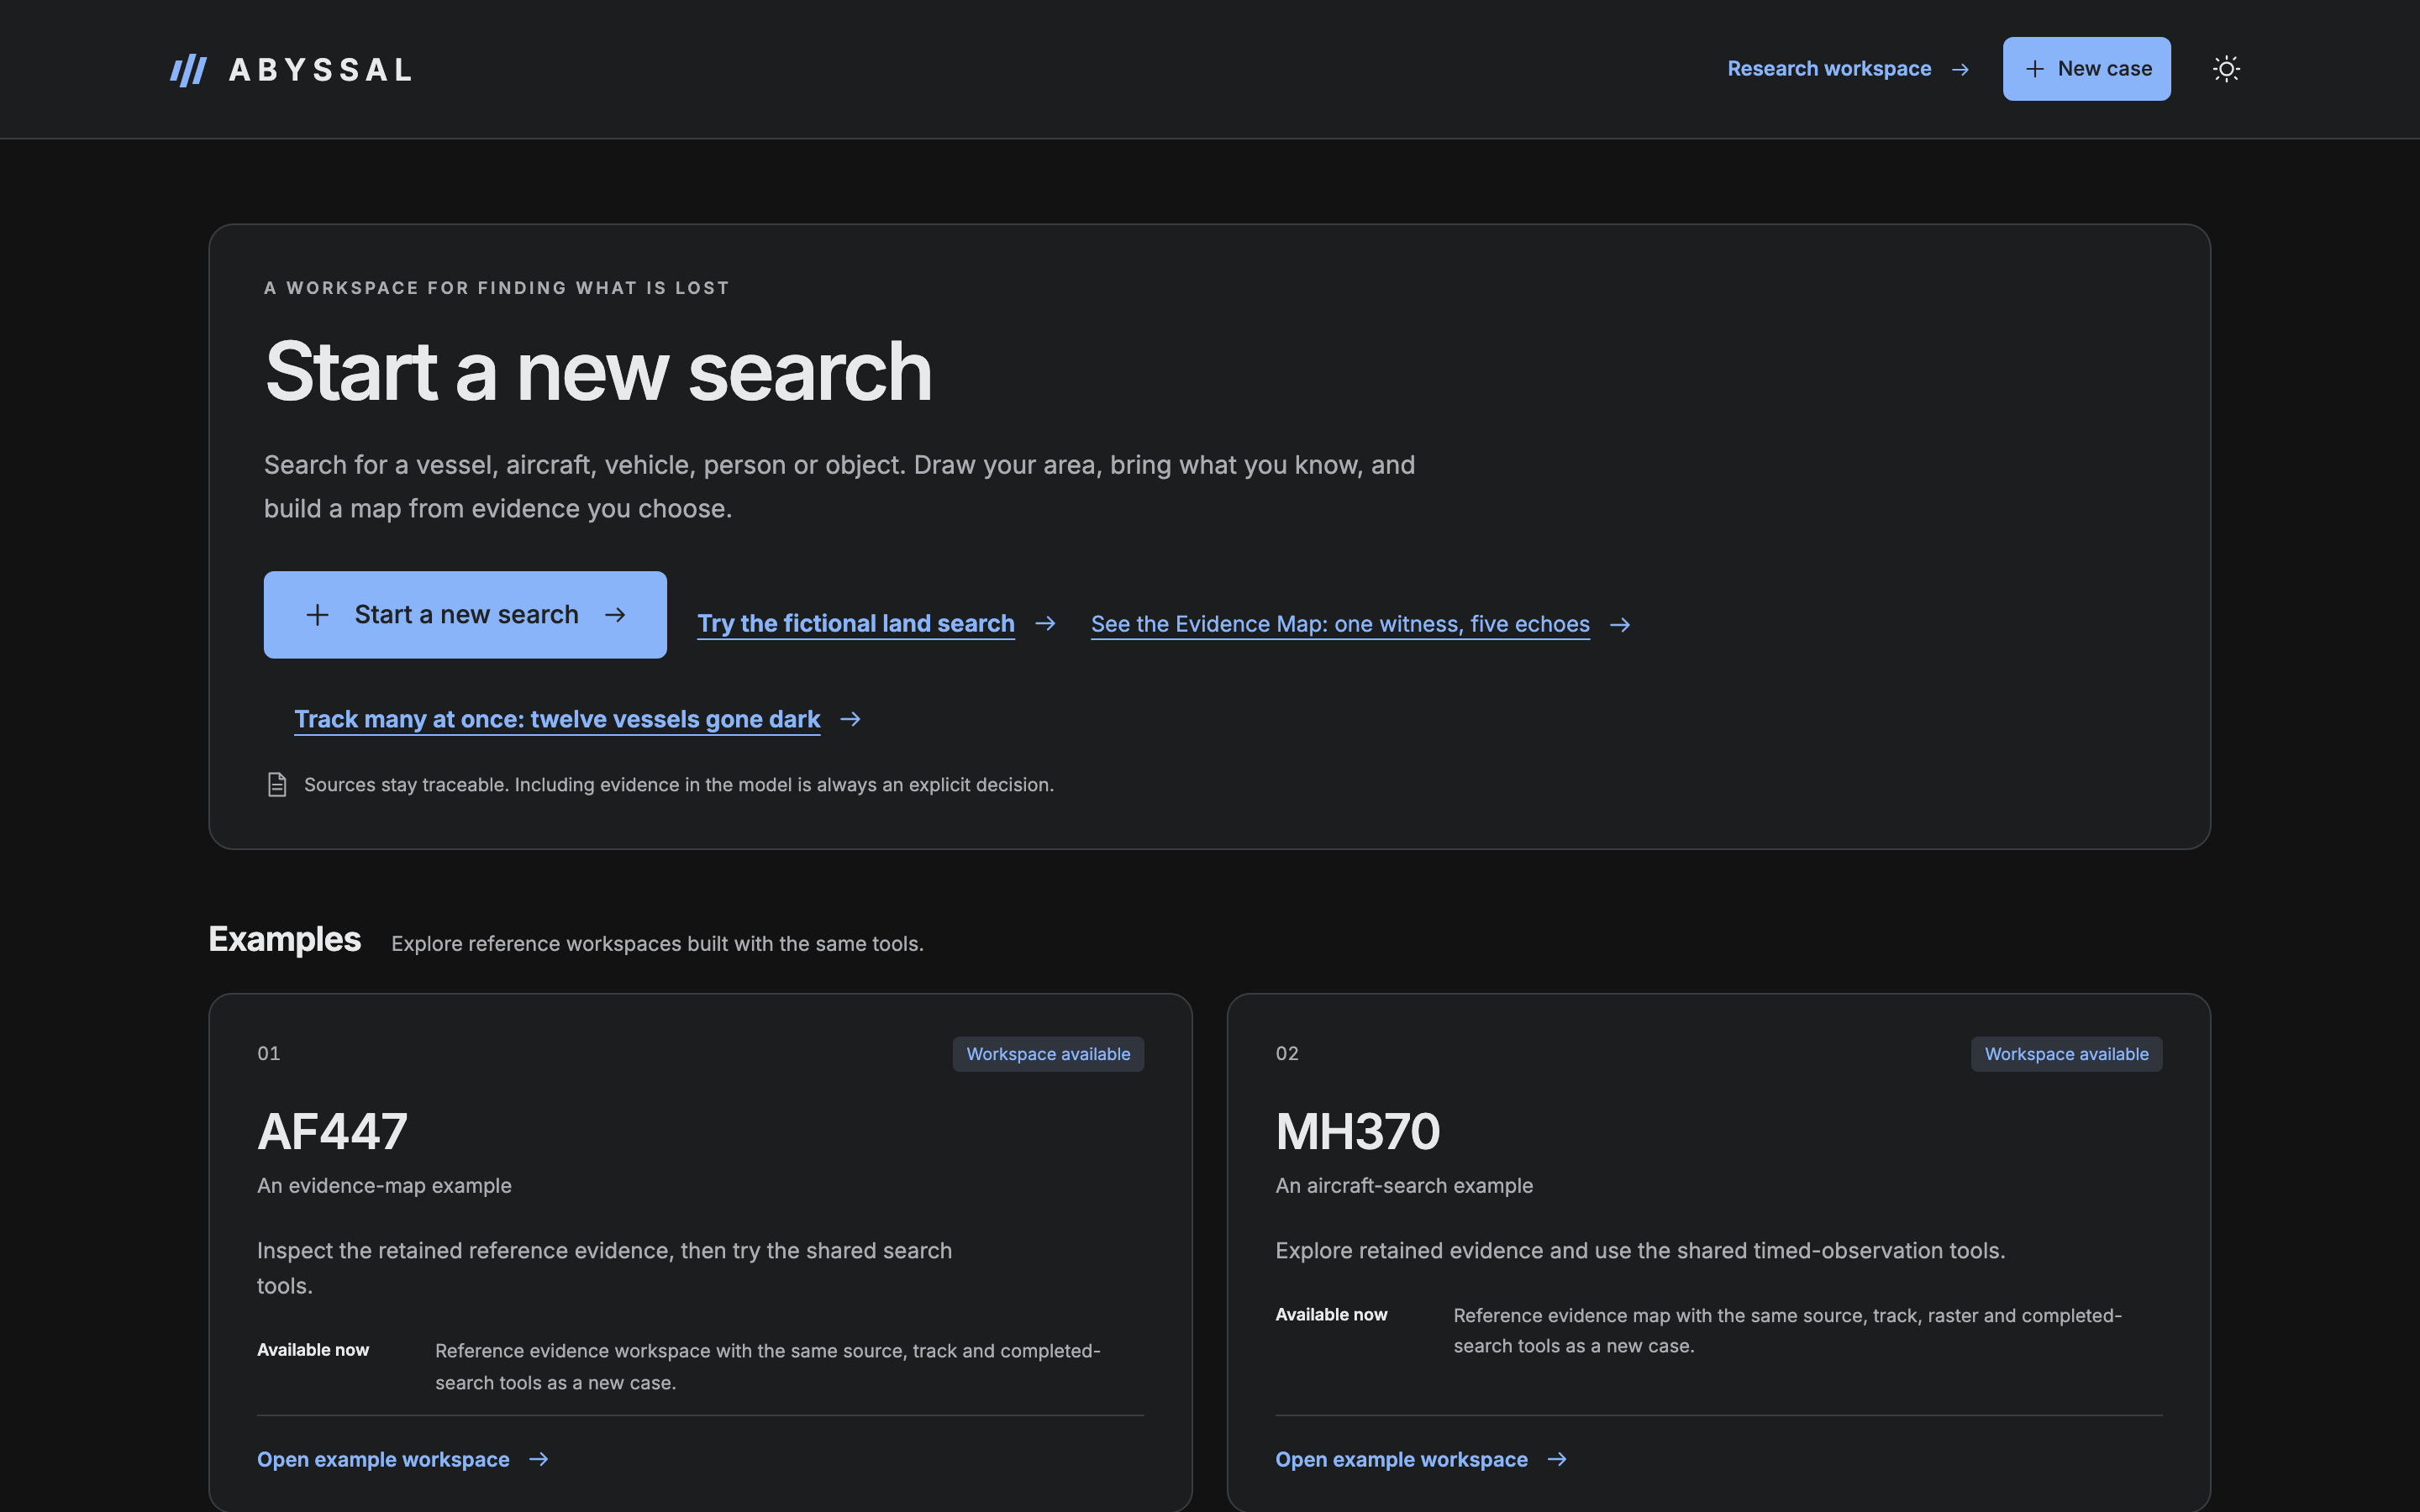 ABYSSAL
Research workspace
New case
A WORKSPACE FOR FINDING WHAT IS LOST
Start a new search
Search for a vessel, aircraft, vehicle, person or object. Draw your area, bring what you know, and
build a map from evidence you choose.
Start a new search
Try the fictional land search
See the Evidence Map: one witness, five echoes
Track many at once: twelve vessels gone dark
Sources stay traceable. Including evidence in the model is always an explicit decision.
Examples
Explore reference workspaces built with the same tools.
01
Workspace available
AF447
An evidence-map example
Inspect the retained reference evidence, then try the shared search
tools.
Available now
Reference evidence workspace with the same source, track and completed-
search tools as a new case.
Open example workspace
02
Workspace available
MH370
An aircraft-search example
Explore retained evidence and use the shared timed-observation tools.
Available now
Reference evidence map with the same source, track, raster and completed-
search tools as a new case.
Open example workspace